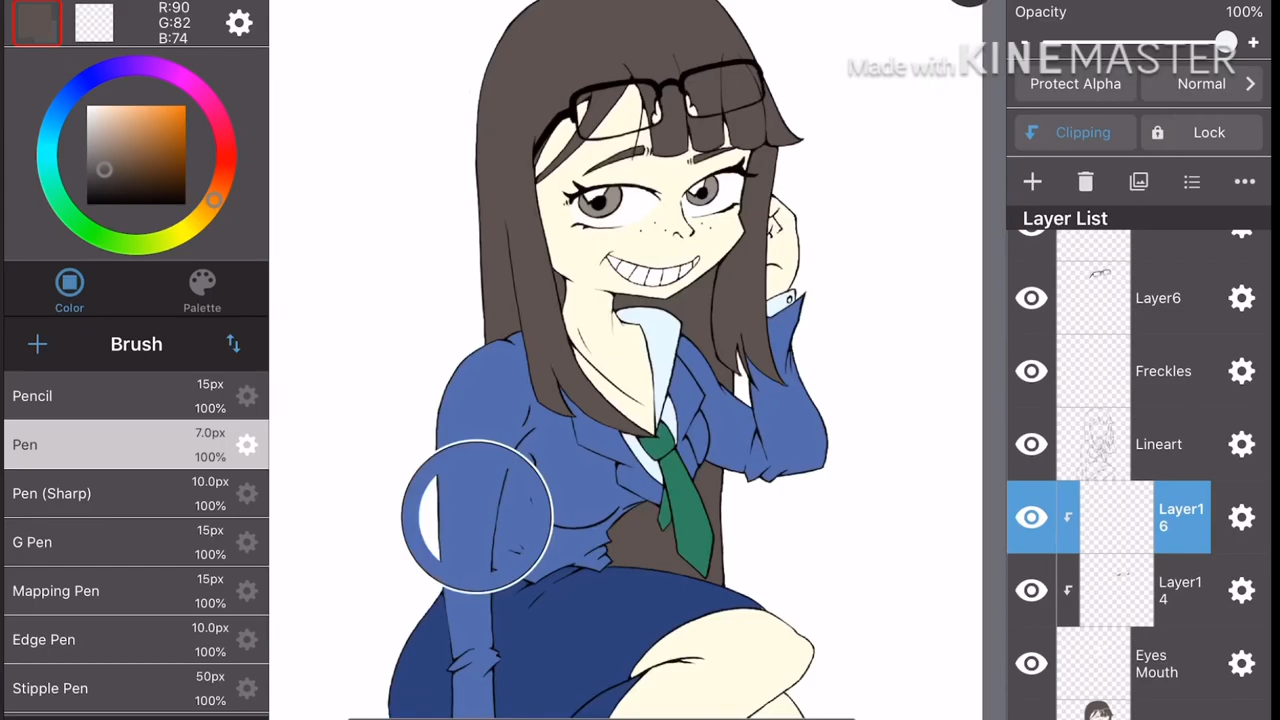 R:90
G:82
B:74
Color
Palette
Brush
Pencil
15px
100%
Pen
7.0px
100%
Pen (Sharp)
10.0px
100%
G Pen
15px
100%
Mapping Pen
15px
100%
Edge Pen
10.0px
100%
Stipple Pen
50px
100%
Made with KINEMASTER
Opacity
100%
Protect Alpha
Normal
Clipping
Lock
Layer List
Layer6
Freckles
Lineart
Layer1
6
Layer1
4
Eyes
Mouth